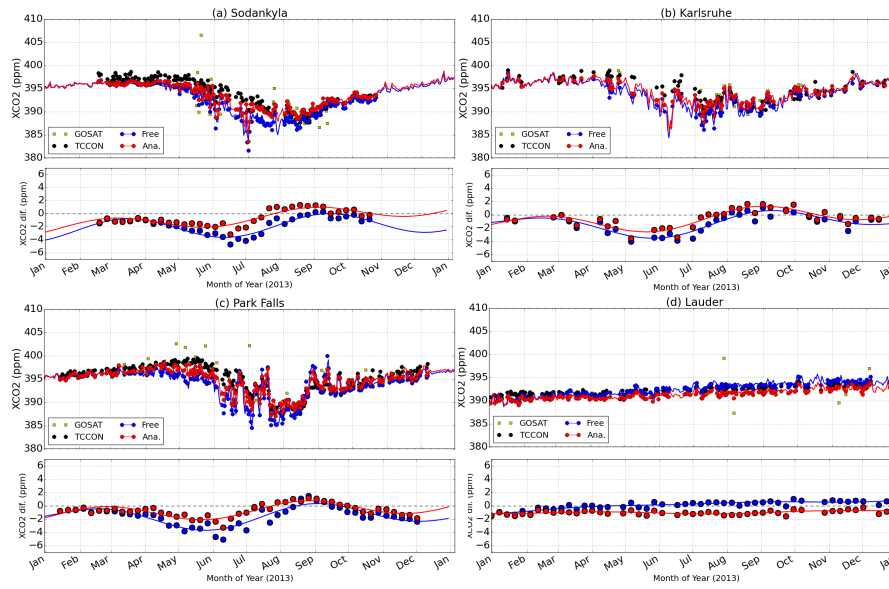 (a) Sodankyla
410
405
400
395
390
385
380
XCO2 (ppm)
GOSAT
TCCON
Free
Ana.
6
4
2
0
−2
−4
−6
XCO2 dif. (ppm)
Jan Feb Mar Apr May Jun Jul Aug Sep Oct Nov Dec Jan
Month of Year (2013)
(b) Karlsruhe
410
405
400
395
390
385
380
XCO2 (ppm)
GOSAT
TCCON
Free
Ana.
6
4
2
0
−2
−4
−6
XCO2 dif. (ppm)
Jan Feb Mar Apr May Jun Jul Aug Sep Oct Nov Dec Jan
Month of Year (2013)
(c) Park Falls
410
405
400
395
390
385
380
XCO2 (ppm)
GOSAT
TCCON
Free
Ana.
6
4
2
0
−2
−4
−6
XCO2 dif. (ppm)
Jan Feb Mar Apr May Jun Jul Aug Sep Oct Nov Dec Jan
Month of Year (2013)
(d) Lauder
410
405
400
395
390
385
380
XCO2 (ppm)
GOSAT
TCCON
Free
Ana.
6
4
2
0
−2
−4
−6
XCO2 dif. (ppm)
Jan Feb Mar Apr May Jun Jul Aug Sep Oct Nov Dec
Month of Year (2013)